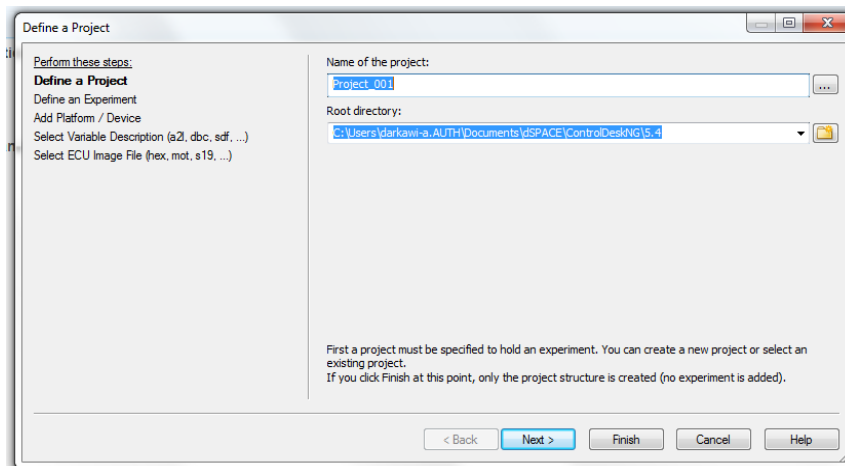 Define a Project
Perform these steps:
Define a Project
Define an Experiment
Add Platform / Device
Select Variable Description (a2l, dbc, sdf, ...)
Select ECU Image File (hex, mot, s19, ...)
Name of the project:
Project_001
...
Root directory:
C:\Users\darkawi-a.AUTH\Documents\dSPACE\ControlDeskNG\5.4
First a project must be specified to hold an experiment. You can create a new project or select an
existing project.
If you click Finish at this point, only the project structure is created (no experiment is added).
< Back
Next >
Finish
Cancel
Help